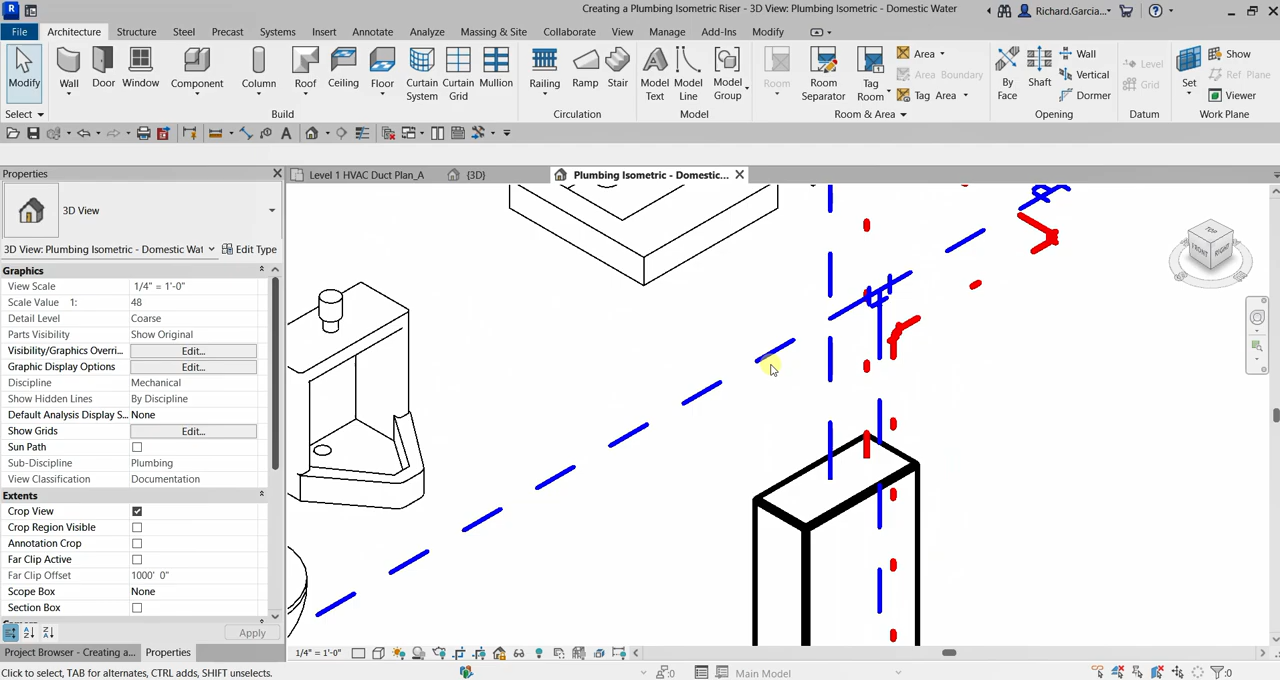 R
Creating a Plumbing Isometric Riser - 3D View: Plumbing Isometric - Domestic Water
Richard.Garcia...
File Architecture Structure Steel Precast Systems Insert Annotate Analyze Massing & Site Collaborate View Manage Add-Ins Modify
Modify Wall Door Window Component Column Roof Ceiling Floor Curtain System Curtain Grid Mullion Railing Ramp Stair Model Text Model Line Model Group Room Room Separator Tag Room Area Area Boundary Tag Area By Face Shaft Wall Vertical Dormer Level Grid Set Show Ref Plane Viewer
Select Build Circulation Model Room & Area Opening Datum Work Plane
Properties
Level 1 HVAC Duct Plan_A
{3D}
Plumbing Isometric - Domestic...
3D View
3D View: Plumbing Isometric - Domestic Wat Edit Type
Graphics
View Scale 1/4" = 1'-0"
Scale Value 1: 48
Detail Level Coarse
Parts Visibility Show Original
Visibility/Graphics Overri... Edit...
Graphic Display Options Edit...
Discipline Mechanical
Show Hidden Lines By Discipline
Default Analysis Display S... None
Show Grids Edit...
Sun Path
Sub-Discipline Plumbing
View Classification Documentation
Extents
Crop View
Crop Region Visible
Annotation Crop
Far Clip Active
Far Clip Offset 1000' 0"
Scope Box None
Section Box
Apply
TOP
FRONT
RIGHT
Project Browser - Creating a... Properties
1/4" = 1'-0"
Click to select, TAB for alternates, CTRL adds, SHIFT unselects.
:0
Main Model
:0